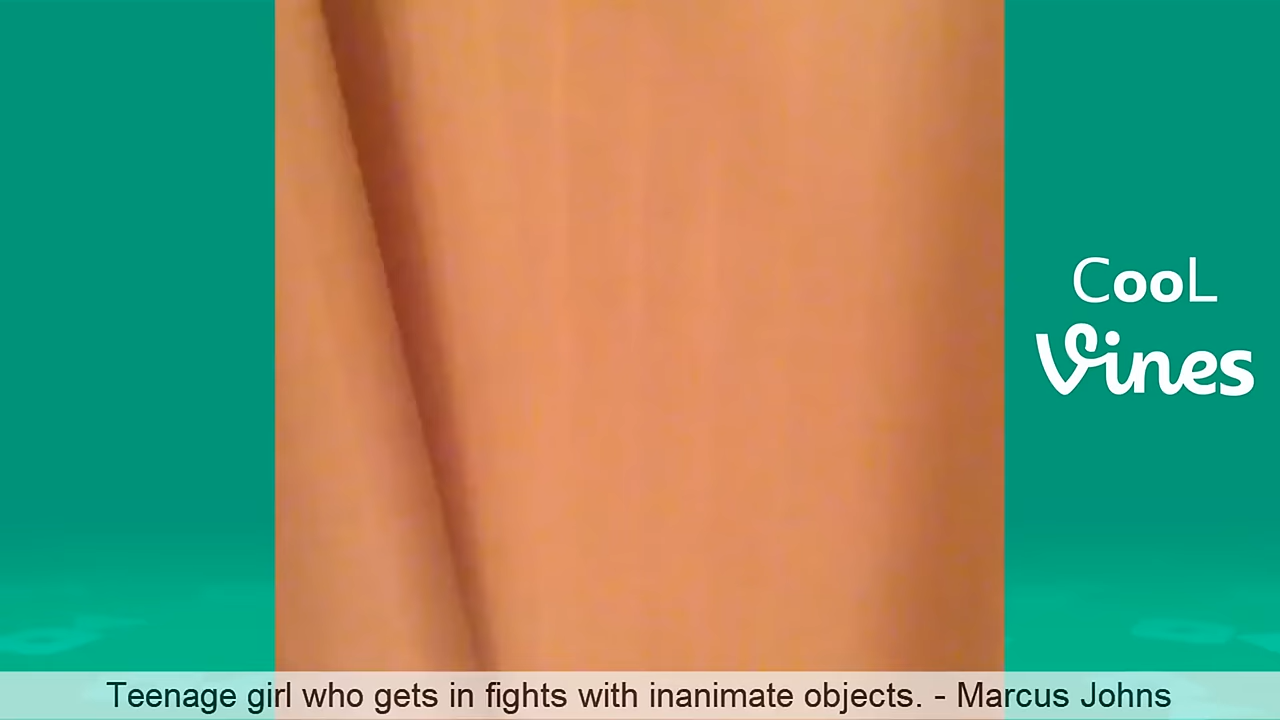 CooL
Vines
Teenage girl who gets in fights with inanimate objects. - Marcus Johns